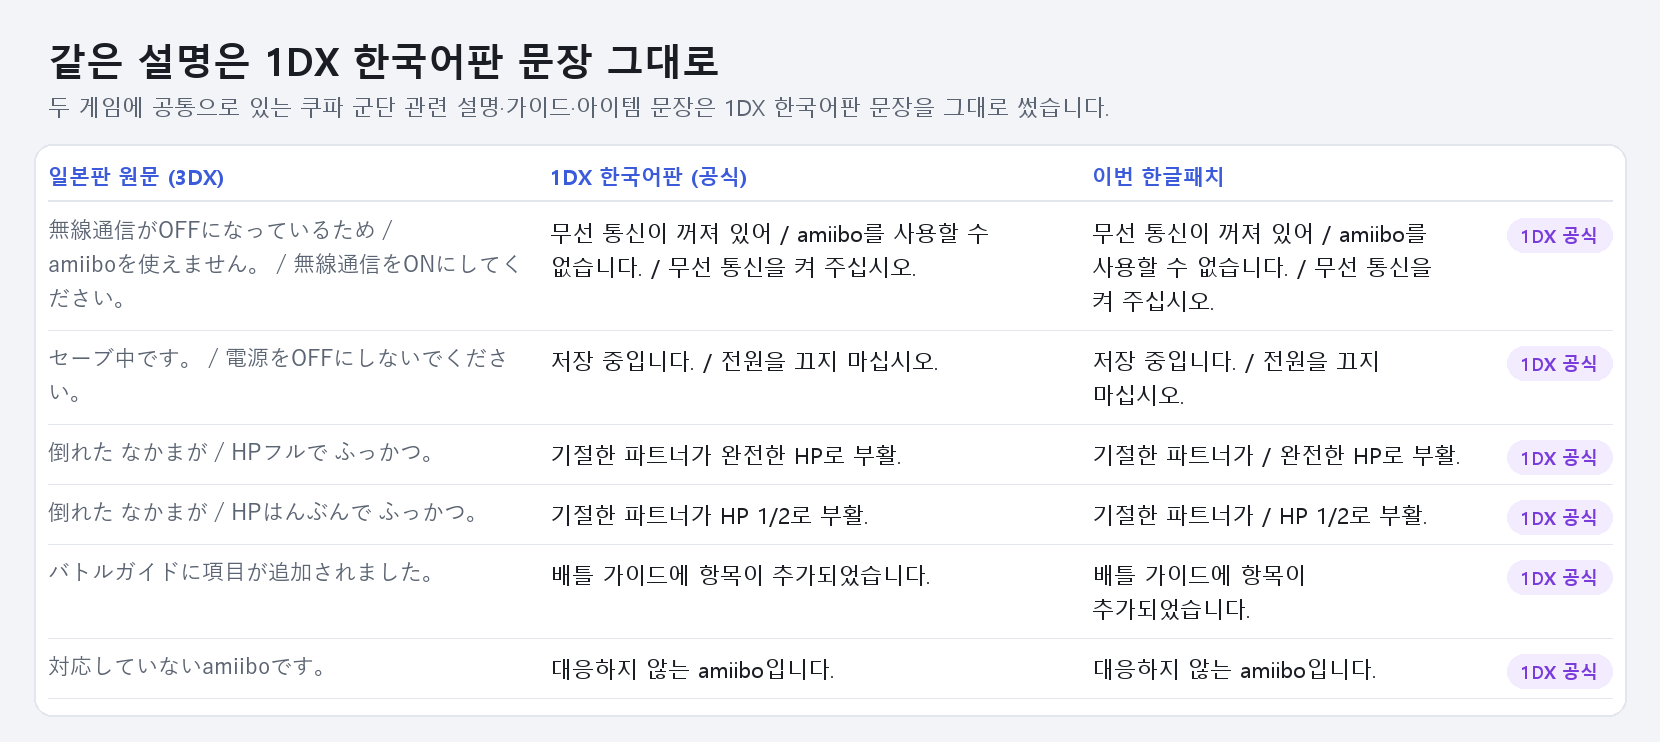 같은 설명은 1DX 한국어판 문장 그대로
두 게임에 공통으로 있는 쿠파 군단 관련 설명·가이드·아이템 문장은 1DX 한국어판 문장을 그대로 썼습니다.
일본판 원문 (3DX)
1DX 한국어판 (공식)
이번 한글패치
無線通信がOFFになっているため /
amiiboを使えません。 / 無線通信をONにしてく
ださい。
무선 통신이 꺼져 있어 / amiibo를 사용할 수
없습니다. / 무선 통신을 켜 주십시오.
무선 통신이 꺼져 있어 / amiibo를
사용할 수 없습니다. / 무선 통신을
켜 주십시오.
1DX 공식
セーブ中です。 / 電源をOFFにしないでくださ
い。
저장 중입니다. / 전원을 끄지 마십시오.
저장 중입니다. / 전원을 끄지
마십시오.
1DX 공식
倒れた なかまが / HPフルで ふっかつ。
기절한 파트너가 완전한 HP로 부활.
기절한 파트너가 / 완전한 HP로 부활.
1DX 공식
倒れた なかまが / HPはんぶんで ふっかつ。
기절한 파트너가 HP 1/2로 부활.
기절한 파트너가 / HP 1/2로 부활.
1DX 공식
バトルガイドに項目が追加されました。
배틀 가이드에 항목이 추가되었습니다.
배틀 가이드에 항목이
추가되었습니다.
1DX 공식
対応していないamiiboです。
대응하지 않는 amiibo입니다.
대응하지 않는 amiibo입니다.
1DX 공식